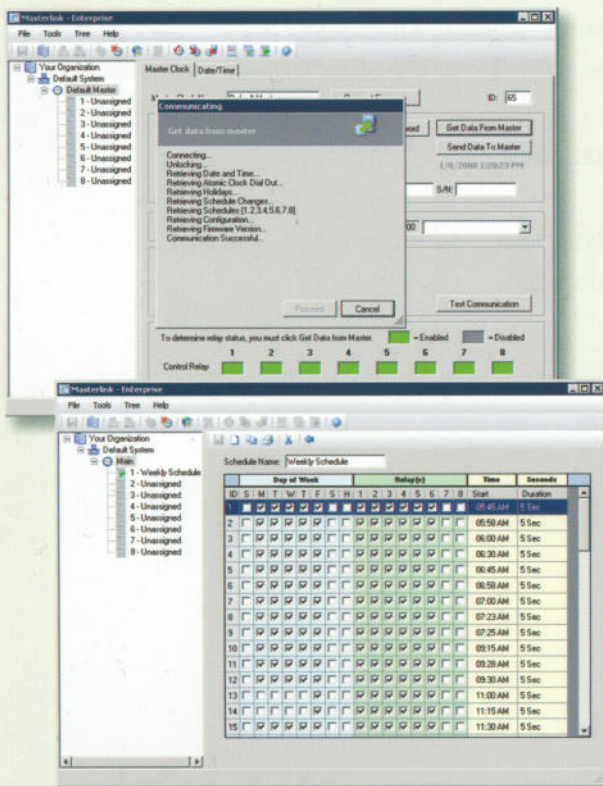 Masterlink - Enterprise
File Tools Tree Help
Your Organization
Default System
Default Master
1 - Unassigned
2 - Unassigned
3 - Unassigned
4 - Unassigned
5 - Unassigned
6 - Unassigned
7 - Unassigned
8 - Unassigned
Master Clock Date/Time
ID: 65
Communicating
Get data from master
Connecting...
Unlocking...
Retrieving Date and Time...
Retrieving Atomic Clock Dial Out...
Retrieving Holidays...
Retrieving Schedule Changes...
Retrieving Schedules [1.2.3.4.5.6.7.8]
Retrieving Configuration...
Retrieving Firmware Version...
Communication Successful...
Proceed Cancel
Get Data From Master
Send Data To Master
1/8/2008 1:20:23 PM
S/N:
Test Communication
To determine relay status, you must click Get Data from Master. = Enabled = Disabled
1 2 3 4 5 6 7 8
Control Relay
Masterlink - Enterprise
File Tools Tree Help
Your Organization
Default System
Main
1 - Weekly Schedule
2 - Unassigned
3 - Unassigned
4 - Unassigned
5 - Unassigned
6 - Unassigned
7 - Unassigned
8 - Unassigned
Schedule Name: Weekly Schedule
Day of Week Relay(s) Time Seconds
ID S M T W T F S H 1 2 3 4 5 6 7 8 Start Duration
1 05:45 AM 5 Sec
2 05:58 AM 5 Sec
3 06:00 AM 5 Sec
4 06:30 AM 5 Sec
5 06:45 AM 5 Sec
6 06:58 AM 5 Sec
7 07:00 AM 5 Sec
8 07:23 AM 5 Sec
9 07:25 AM 5 Sec
10 09:15 AM 5 Sec
11 09:28 AM 5 Sec
12 09:30 AM 5 Sec
13 11:00 AM 5 Sec
14 11:15 AM 5 Sec
15 11:30 AM 5 Sec